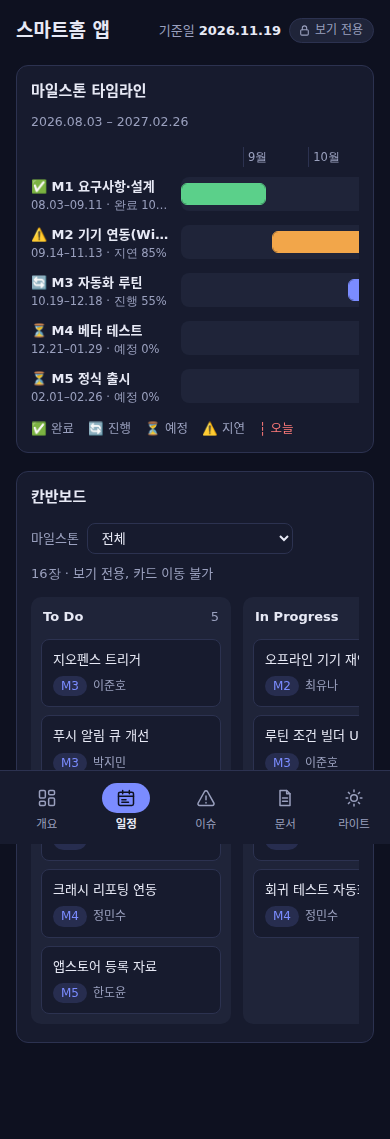 스마트홈 앱
기준일 2026.11.19
보기 전용
마일스톤 타임라인
2026.08.03 – 2027.02.26
9월 10월
✅ M1 요구사항·설계
08.03–09.11 · 완료 10…
⚠️ M2 기기 연동(Wi…
09.14–11.13 · 지연 85%
🔄 M3 자동화 루틴
10.19–12.18 · 진행 55%
⏳ M4 베타 테스트
12.21–01.29 · 예정 0%
⏳ M5 정식 출시
02.01–02.26 · 예정 0%
✅ 완료 🔄 진행 ⏳ 예정 ⚠️ 지연 오늘
칸반보드
마일스톤 전체
16장 · 보기 전용, 카드 이동 불가
To Do 5
지오펜스 트리거
M3 이준호
푸시 알림 큐 개선
M3 박지민
크래시 리포팅 연동
M4 정민수
앱스토어 등록 자료
M5 한도윤
In Progress
오프라인 기기
M2 최유나
루틴 조건 빌더 U
M3 이준호
회귀 테스트
M4 정민수
개요
일정
이슈
문서
라이트